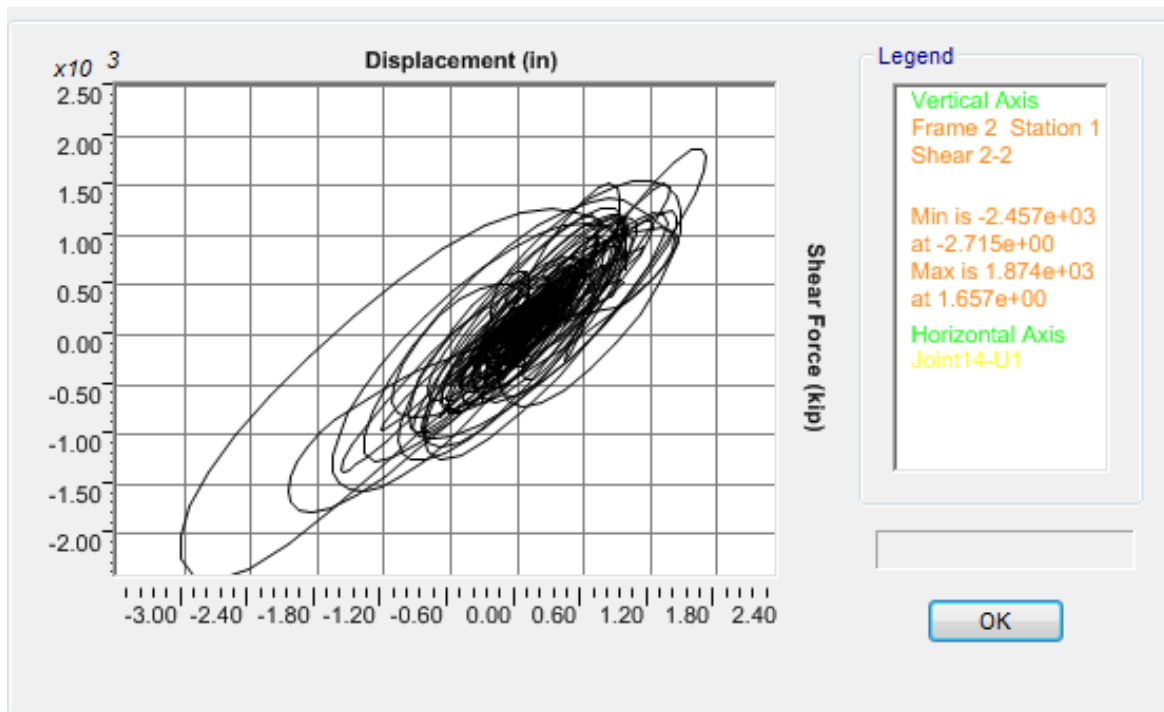 x10 3
Displacement (in)
2.50
2.00
1.50
1.00
0.50
0.00
-0.50
-1.00
-1.50
-2.00
-3.00 -2.40 -1.80 -1.20 -0.60 0.00 0.60 1.20 1.80 2.40
Shear Force (kip)
Legend
Vertical Axis
Frame 2 Station 1
Shear 2-2
Min is -2.457e+03
at -2.715e+00
Max is 1.874e+03
at 1.657e+00
Horizontal Axis
Joint14-U1
OK